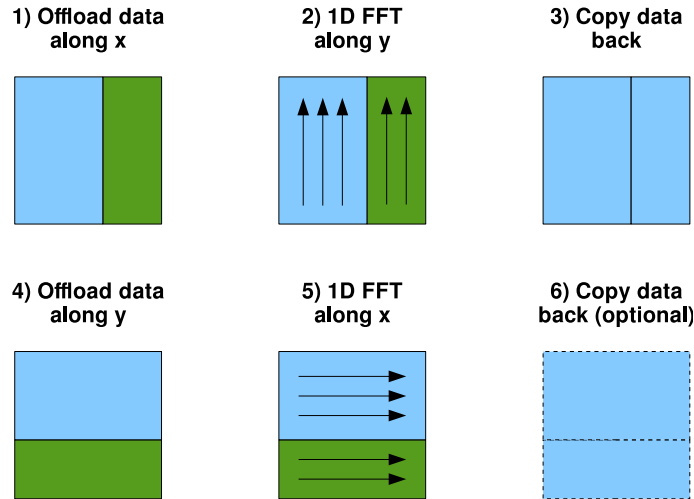 1) Offload data
along x
2) 1D FFT
along y
3) Copy data
back
4) Offload data
along y
5) 1D FFT
along x
6) Copy data
back (optional)